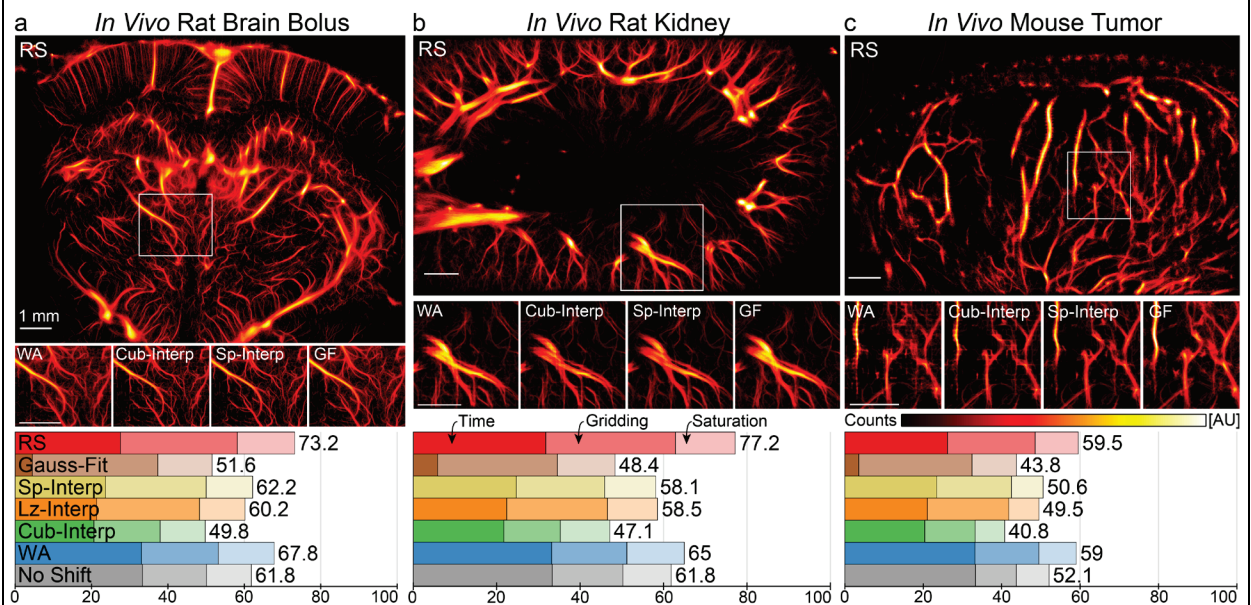 a In Vivo Rat Brain Bolus
RS
1 mm
WA Cub-Interp Sp-Interp GF
RS 73.2
Gauss-Fit 51.6
Sp-Interp 62.2
Lz-Interp 60.2
Cub-Interp 49.8
WA 67.8
No Shift 61.8
0 20 40 60 80 100
b In Vivo Rat Kidney
RS
WA Cub-Interp Sp-Interp GF
Time Gridding Saturation
77.2
48.4
58.1
58.5
47.1
65
61.8
0 20 40 60 80 100
c In Vivo Mouse Tumor
RS
WA Cub-Interp Sp-Interp GF
Counts [AU]
59.5
43.8
50.6
49.5
40.8
59
52.1
0 20 40 60 80 100